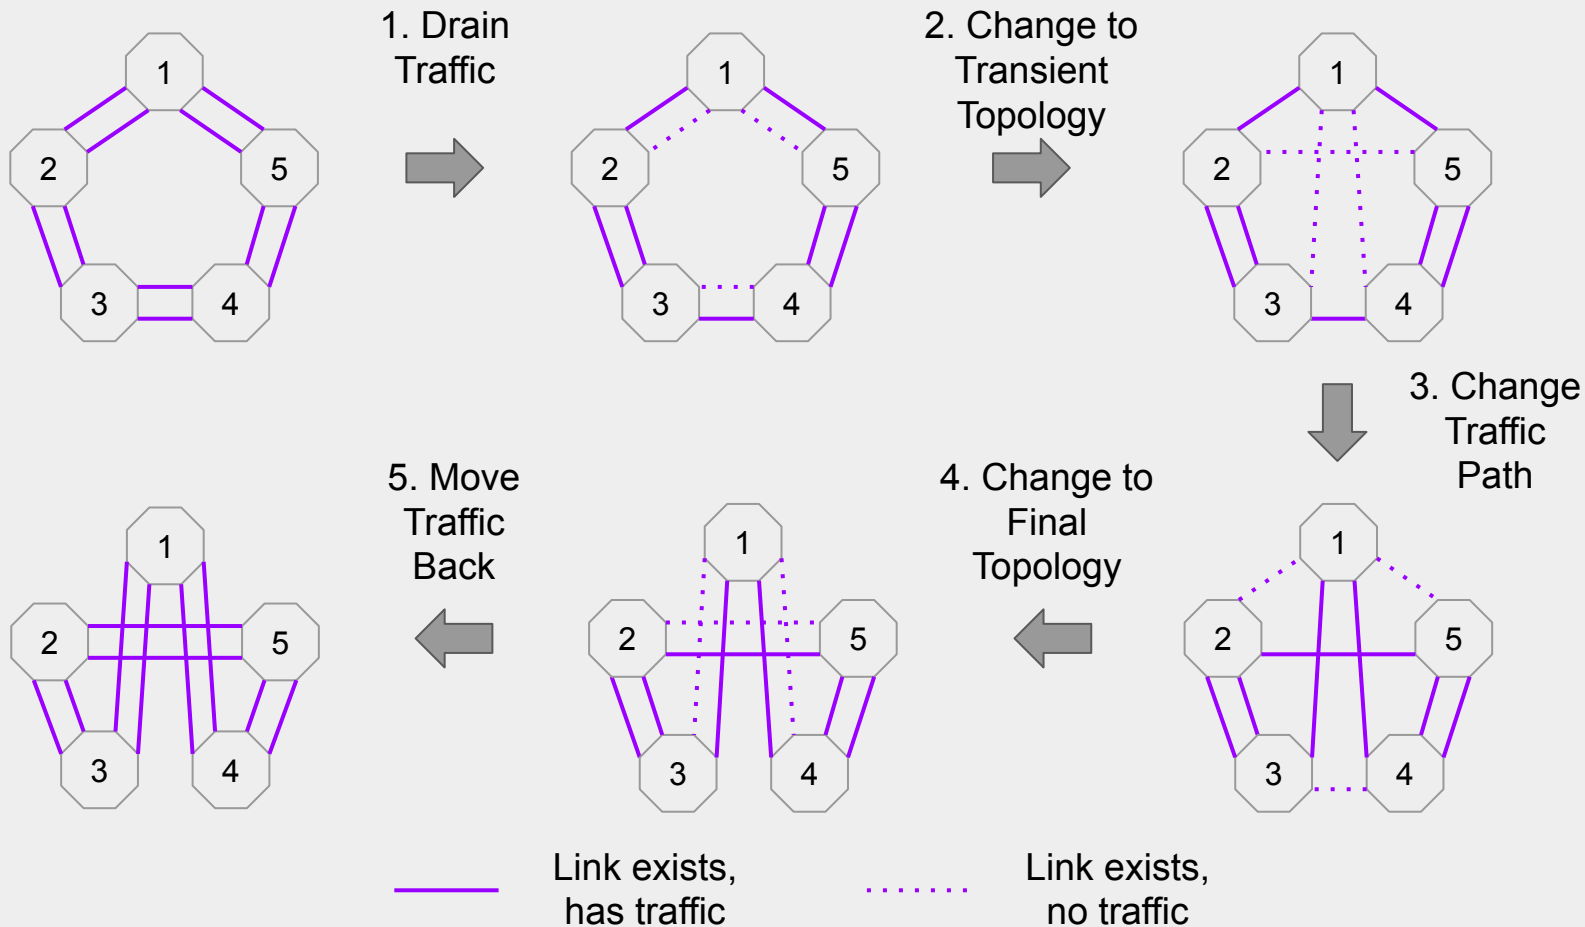 1. Drain
Traffic
2. Change to
Transient
Topology
1
2
5
3
4
1
2
5
3
4
1
2
5
3
4
3. Change
Traffic
Path
5. Move
Traffic
Back
4. Change to
Final
Topology
1
2
5
3
4
1
2
5
3
4
1
2
5
3
4
Link exists,
has traffic
Link exists,
no traffic